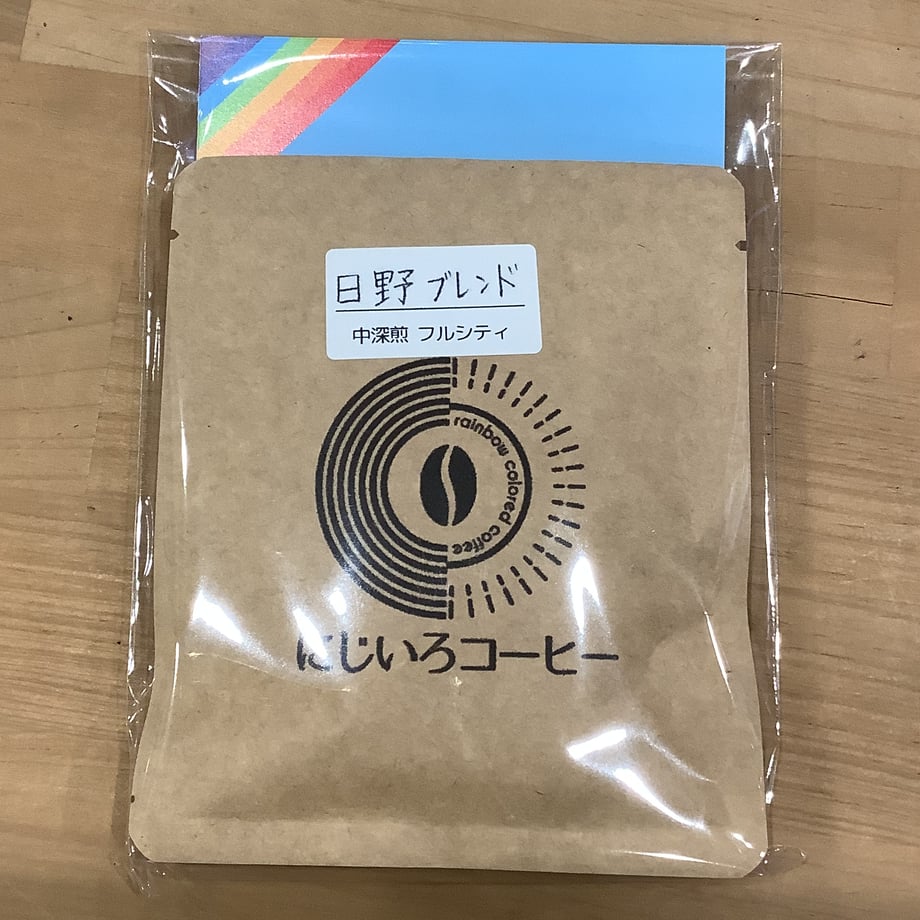 日野ブレンド
中深煎 フルシティ
rainbow colored coffee
にじいろコーヒー